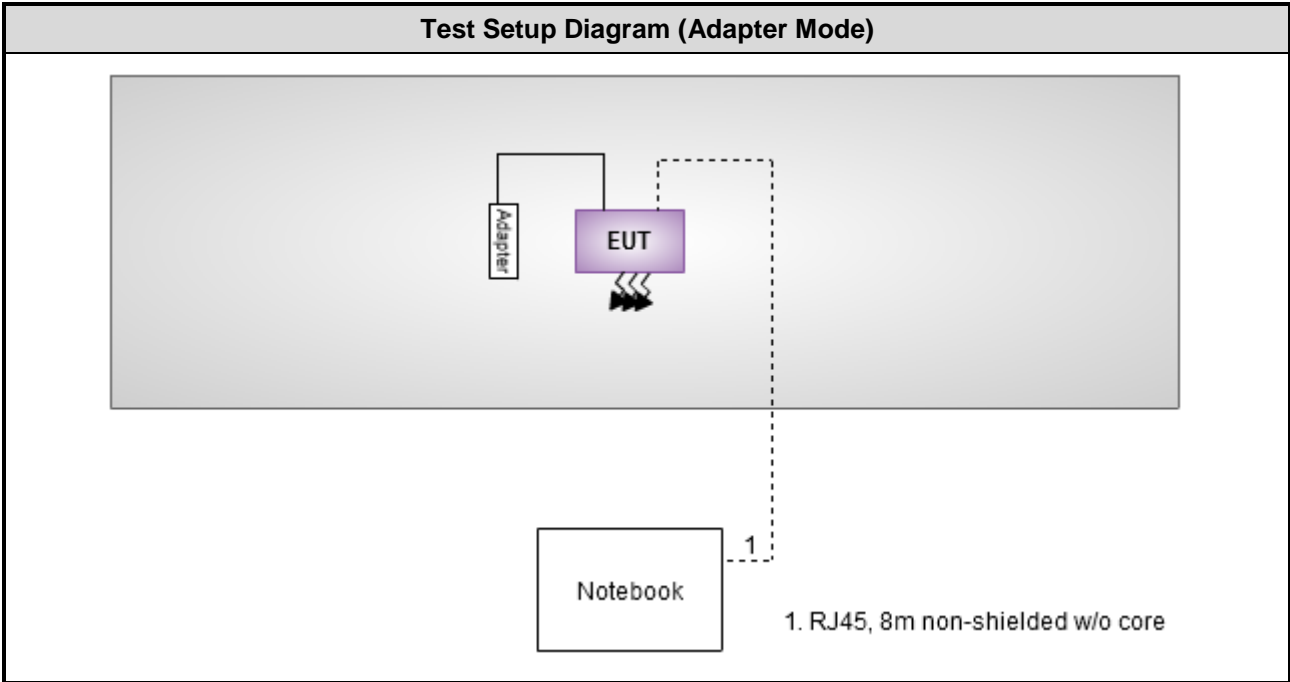 Test Setup Diagram (Adapter Mode)
Adapter
EUT
1
Notebook
1. RJ45, 8m non-shielded w/o core